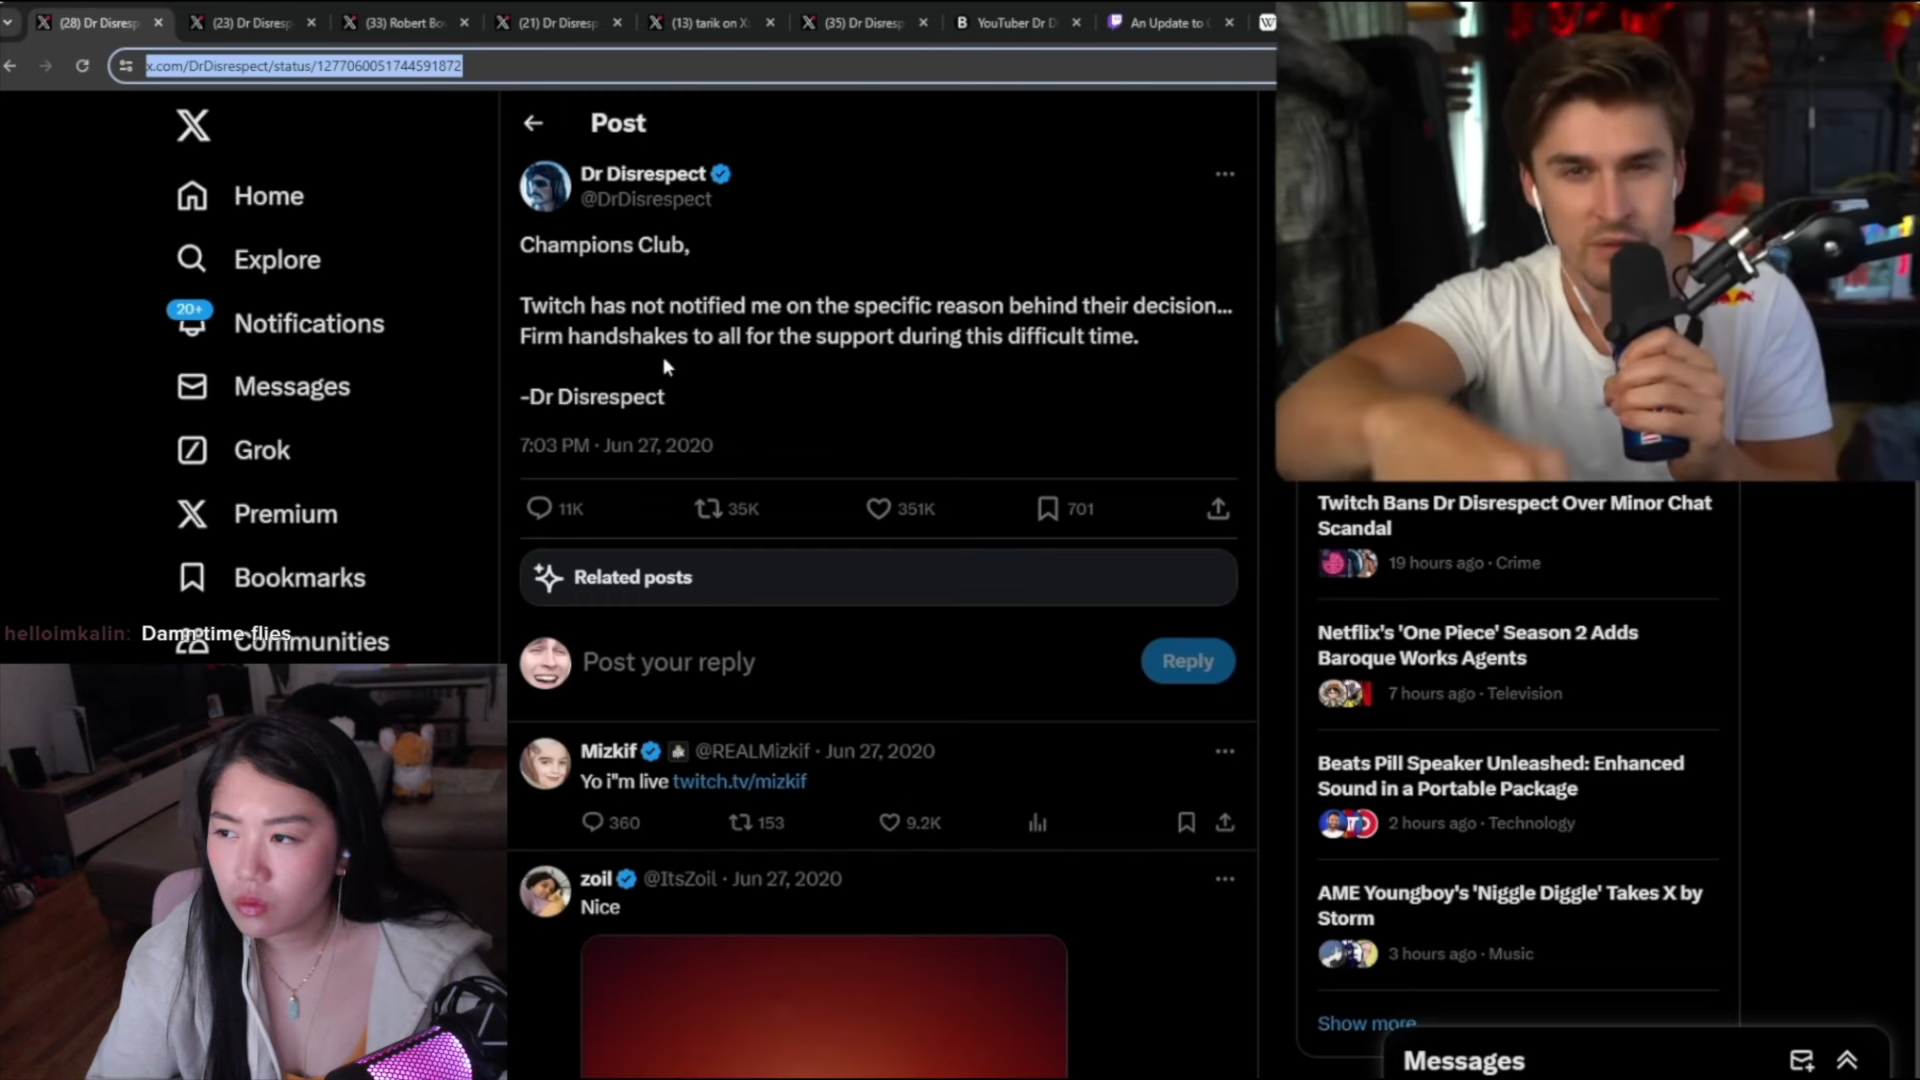 (28) Dr Disresp
(23) Dr Disresp
(33) Robert Bo
(21) Dr Disresp
(13) tarik on X
(35) Dr Disresp
YouTuber Dr D
An Update to
x.com/DrDisrespect/status/1277060051744591872
Home
Explore
20+
Notifications
Messages
Grok
Premium
Bookmarks
Communities
helloimkalin: Damn time flies
Post
Dr Disrespect
@DrDisrespect
Champions Club,
Twitch has not notified me on the specific reason behind their decision...
Firm handshakes to all for the support during this difficult time.
-Dr Disrespect
7:03 PM · Jun 27, 2020
11K 35K 351K 701
Related posts
Post your reply
Reply
Mizkif @REALMizkif · Jun 27, 2020
Yo i"m live twitch.tv/mizkif
360 153 9.2K
zoil @ItsZoil · Jun 27, 2020
Nice
Twitch Bans Dr Disrespect Over Minor Chat
Scandal
19 hours ago · Crime
Netflix's 'One Piece' Season 2 Adds
Baroque Works Agents
7 hours ago · Television
Beats Pill Speaker Unleashed: Enhanced
Sound in a Portable Package
2 hours ago · Technology
AME Youngboy's 'Niggle Diggle' Takes X by
Storm
3 hours ago · Music
Show more
Messages